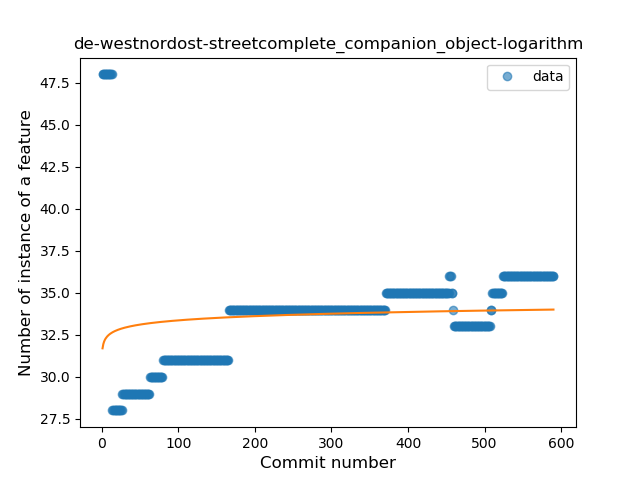 de-westnordost-streetcomplete_companion_object-logarithm
data
Number of instance of a feature
47.5
45.0
42.5
40.0
37.5
35.0
32.5
30.0
27.5
0 100 200 300 400 500 600
Commit number